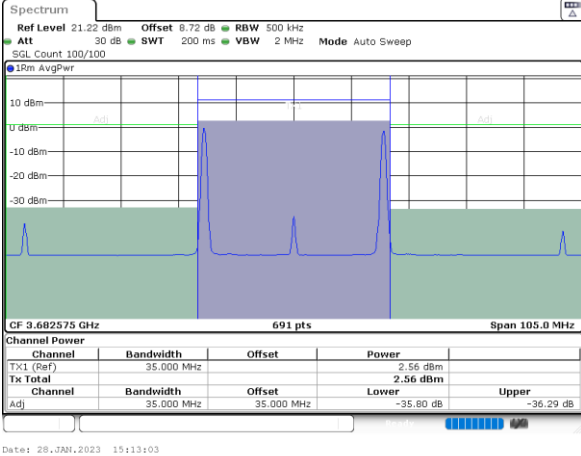 Spectrum
Ref Level 21.22 dBm Offset 8.72 dB RBW 500 kHz
Att 30 dB SWT 200 ms VBW 2 MHz Mode Auto Sweep
SGL Count 100/100
1Rm AvgPwr
10 dBm
Adj Adj
0 dBm
-10 dBm
-20 dBm
-30 dBm
CF 3.682575 GHz 691 pts Span 105.0 MHz
Channel Power
Channel Bandwidth Offset Power
TX1 (Ref) 35.000 MHz 2.56 dBm
Tx Total 2.56 dBm
Channel Bandwidth Offset Lower Upper
Adj 35.000 MHz 35.000 MHz -35.80 dB -36.29 dB
Date: 28.JAN.2023 15:13:03